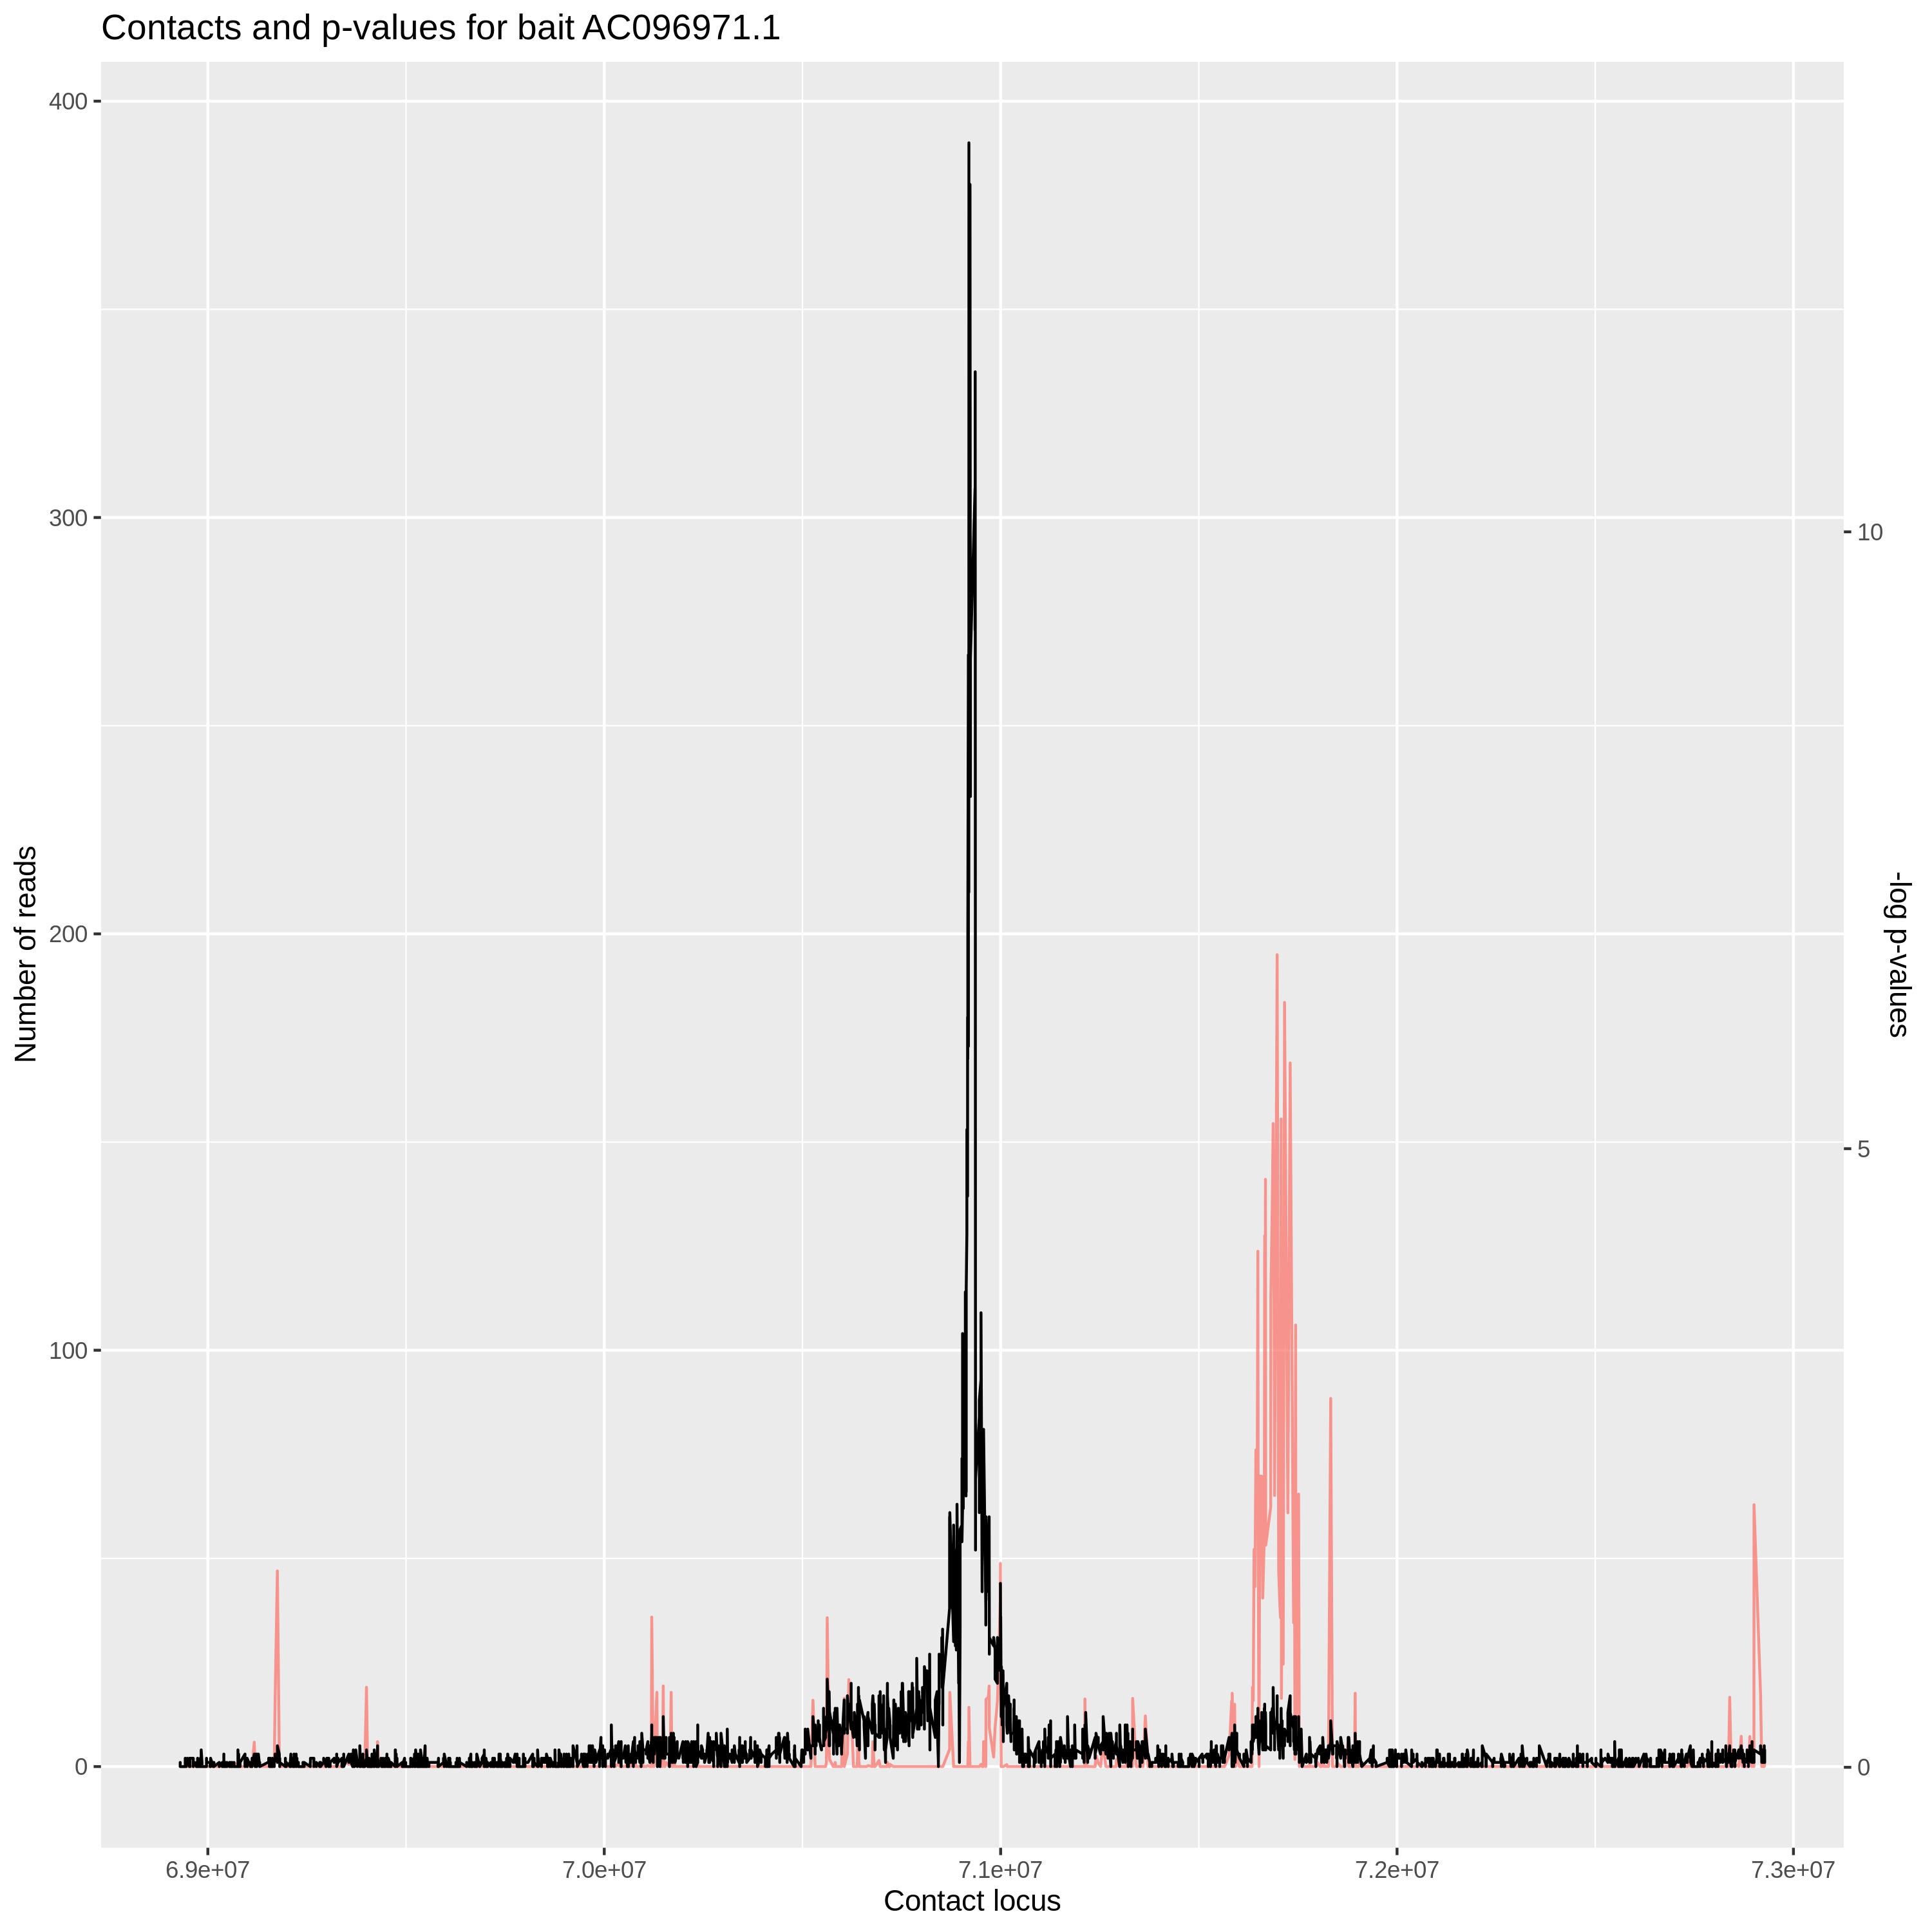 Contacts and p-values for bait AC096971.1
400
300
200
100
0
Number of reads
10
5
0
-log p-values
6.9e+07
7.0e+07
7.1e+07
7.2e+07
7.3e+07
Contact locus